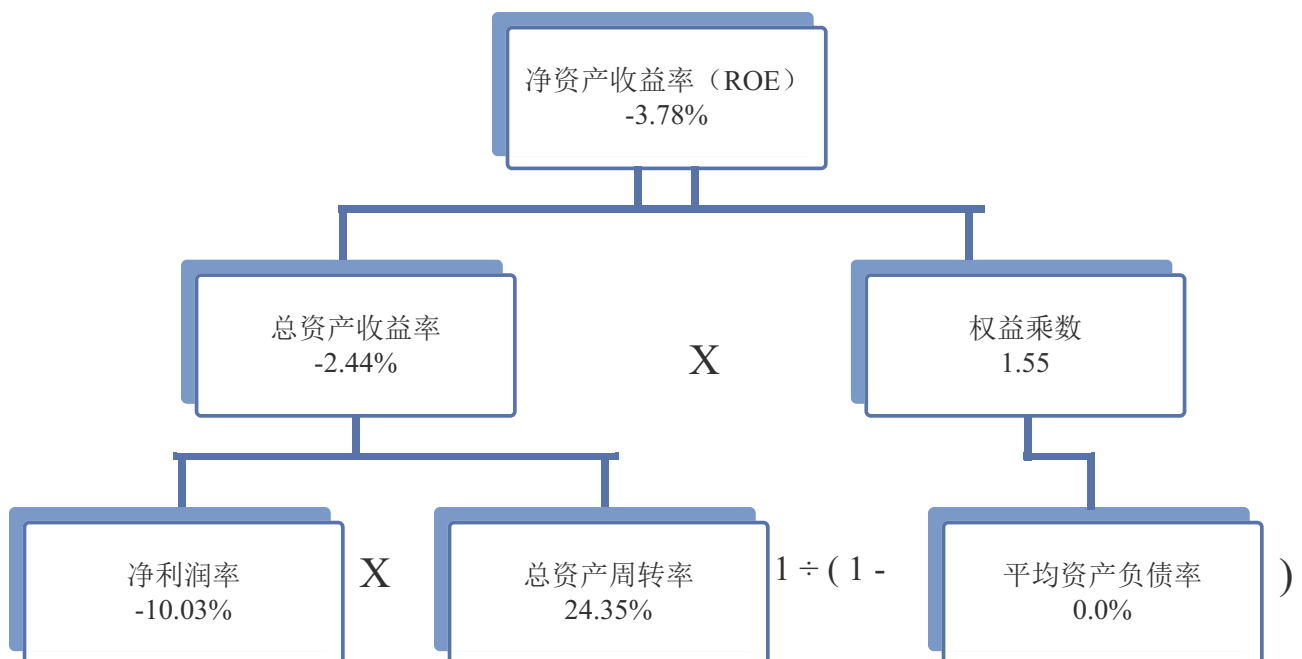 净资产收益率（ROE）
-3.78%
总资产收益率
-2.44%
X
权益乘数
1.55
净利润率
-10.03%
X
总资产周转率
24.35%
1 ÷ ( 1 -
平均资产负债率
0.0%
)